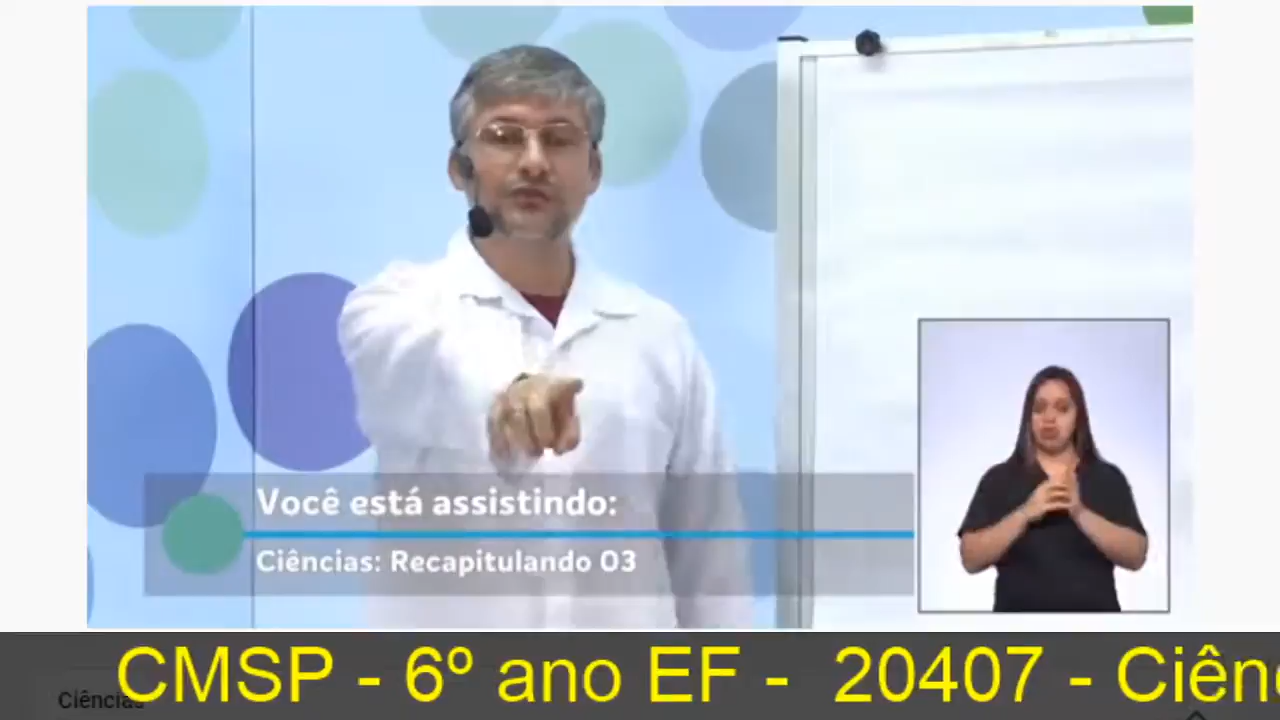 Você está assistindo:
Ciências: Recapitulando 03
CMSP - 6º ano EF - 20407 - Ciên
Ciências